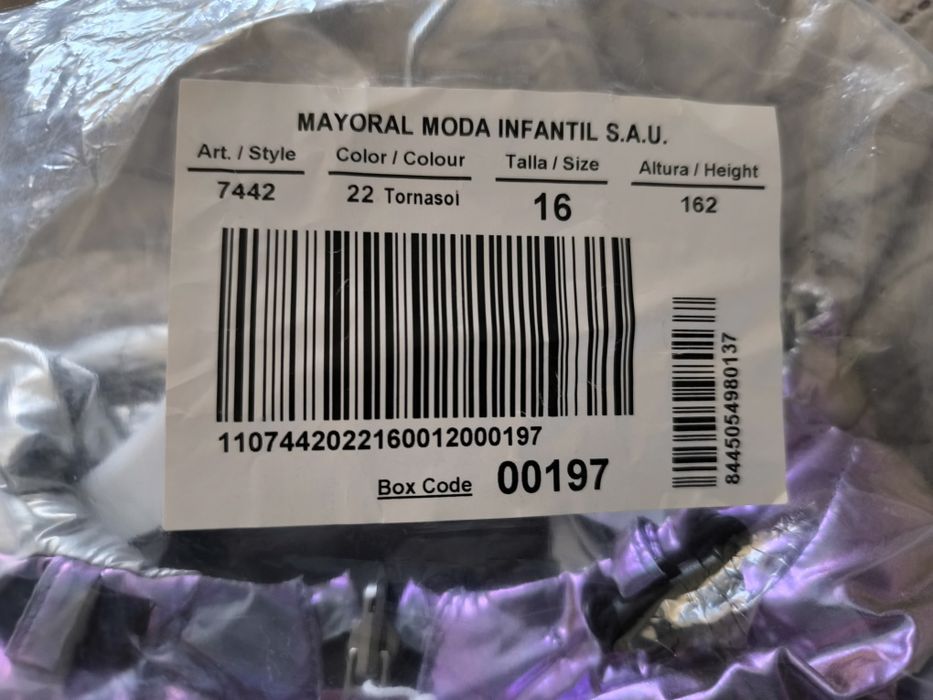 MAYORAL MODA INFANTIL S.A.U.
Art. / Style Color / Colour Talla / Size Altura / Height
7442 22 Tornasol 16 162
1107442022160012000197
Box Code 00197
8445054980137